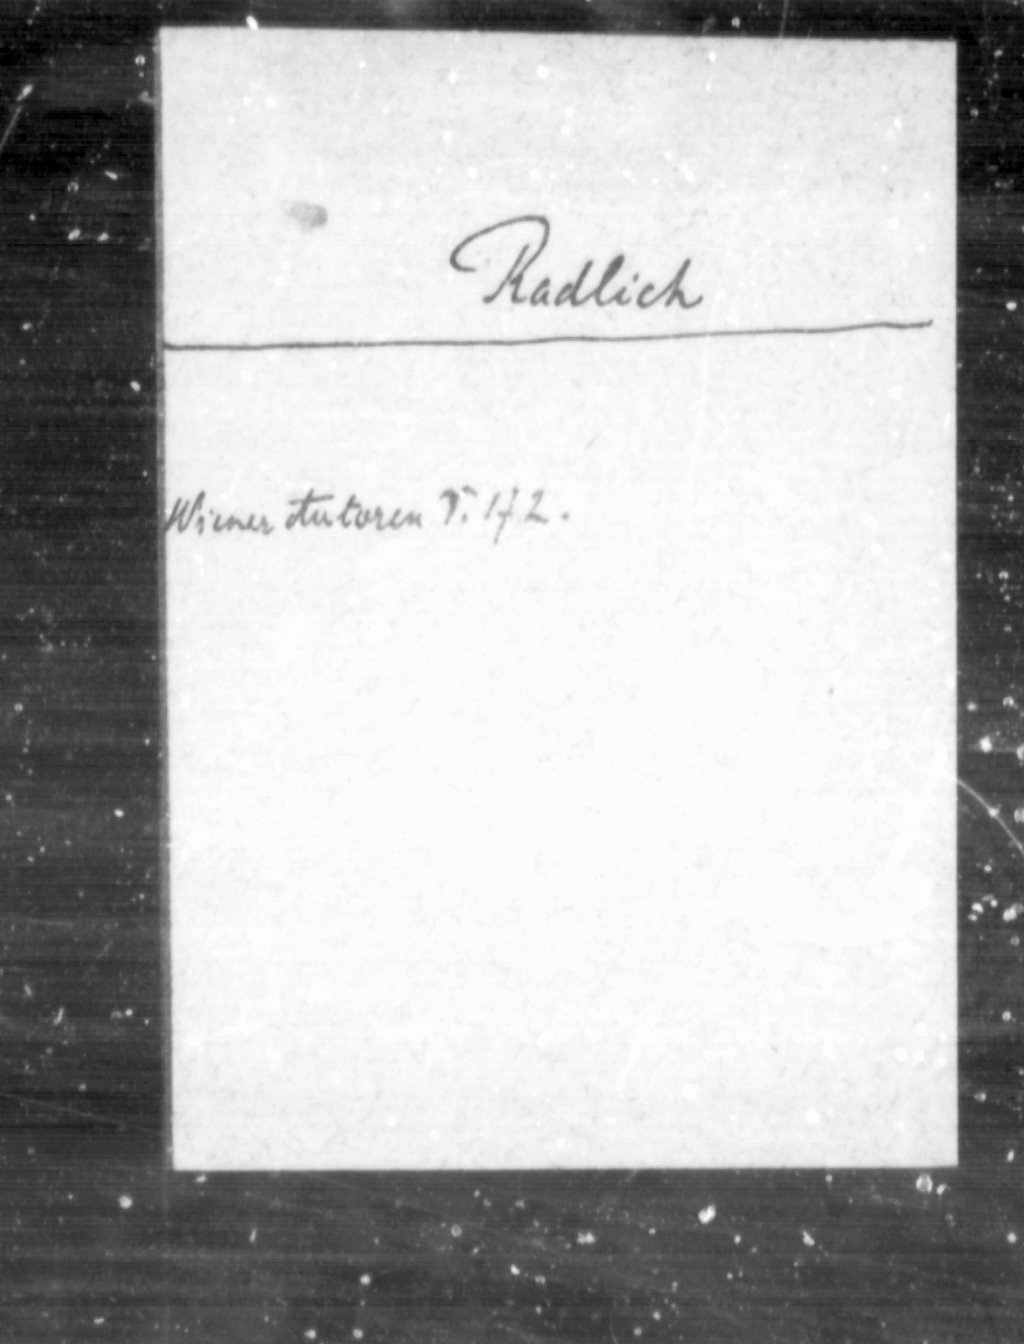 Radlich
Wiener Autoren S. 172.